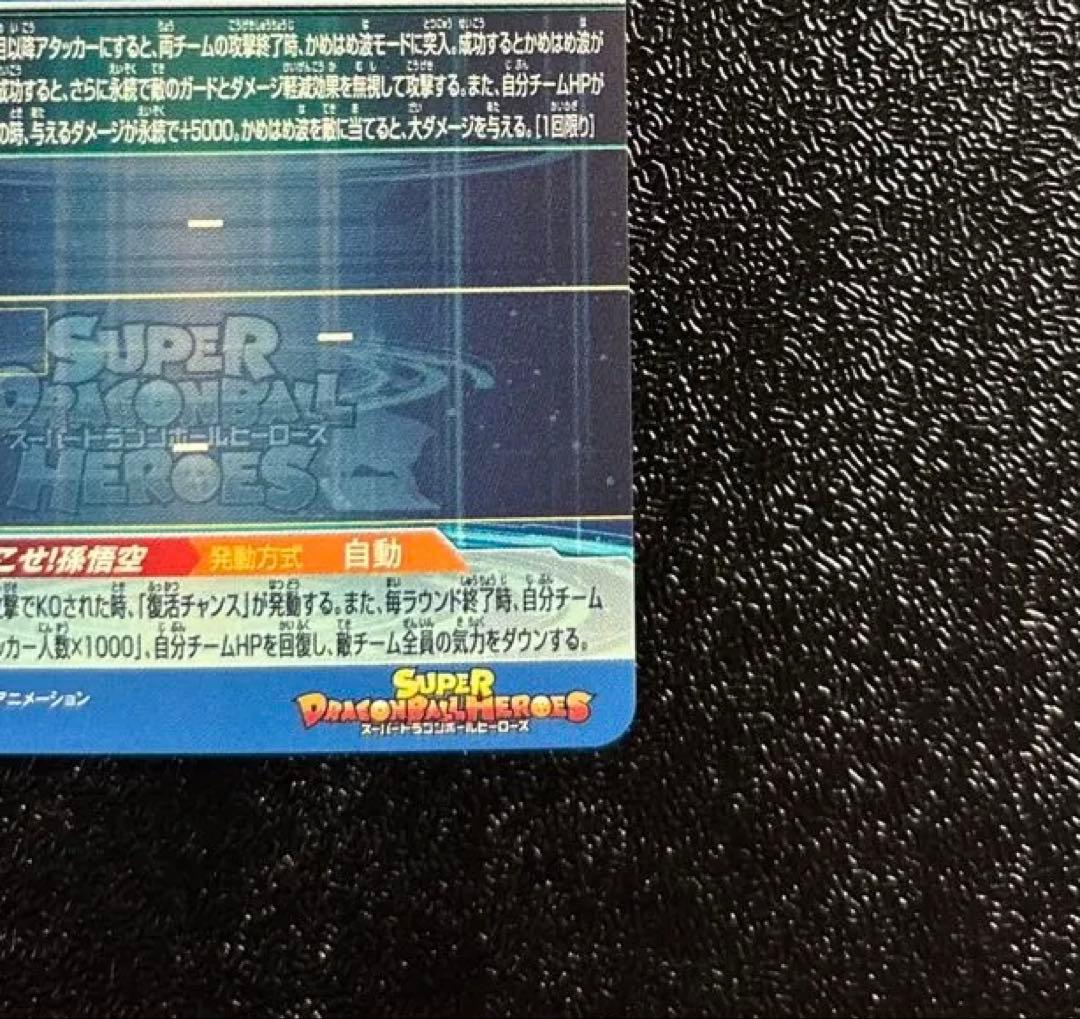 以降アタッカーにすると、両チームの攻撃終了時、かめはめ波モードに突入。成功するとかめはめ波が
成功すると、さらに永続で敵のガードとダメージ軽減効果を無視して攻撃する。また、自分チームHPが
の時、与えるダメージが永続で+5000。かめはめ波を敵に当てると、大ダメージを与える。[1回限り]
ー
ー
SUPER
DRAGONBALL
スーパードラゴンボールヒーローズ
ー
HEROES
こせ!孫悟空 発動方式 自動
撃でKOされた時、「復活チャンス」が発動する。また、毎ラウンド終了時、自分チーム
ッカー人数×1000」、自分チームHPを回復し、敵チーム全員の気力をダウンする。
アニメーション
SUPER
DRAGONBALL HEROES
スーパードラゴンボールヒーローズ